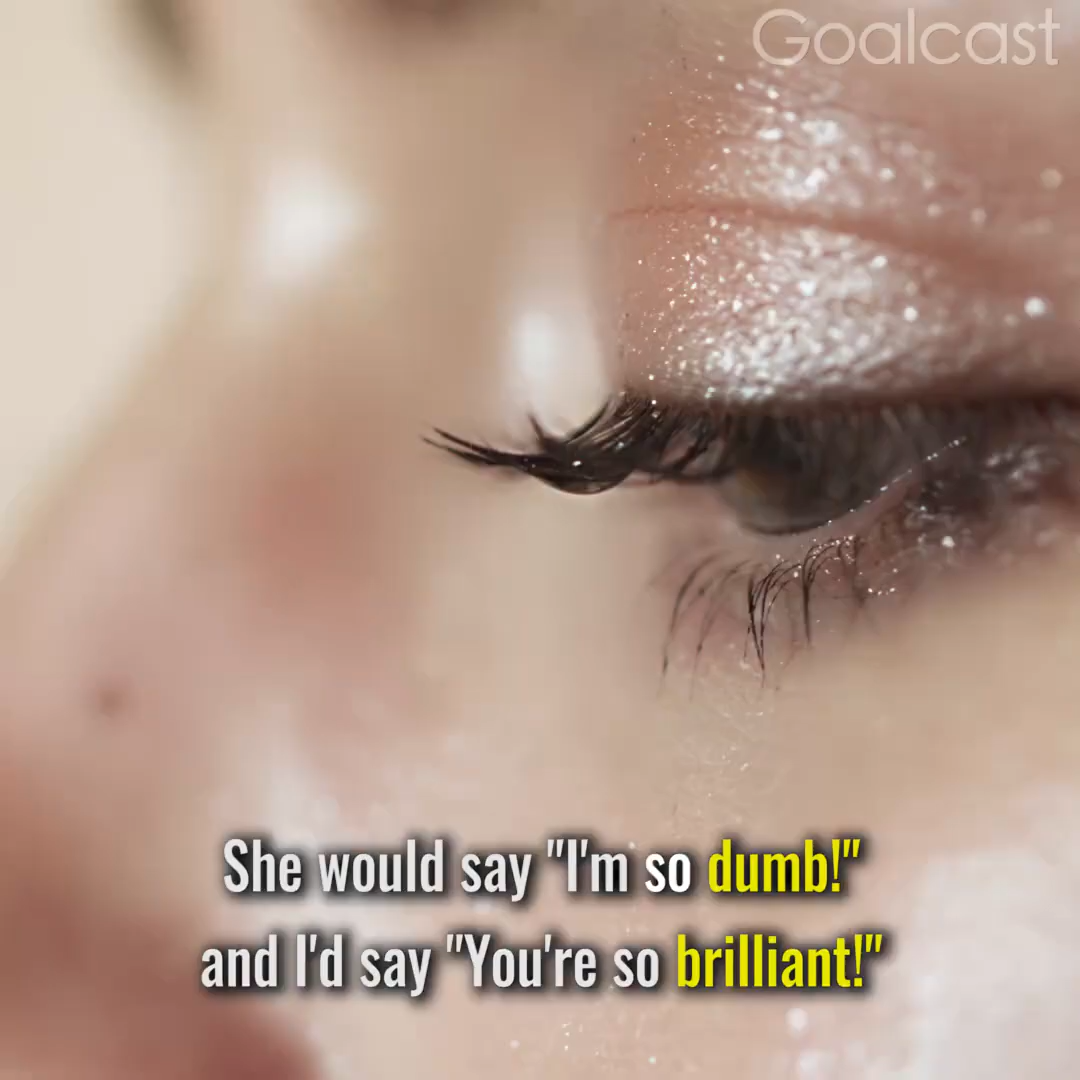 Goalcast
She would say "I'm so dumb!"
and I'd say "You're so brilliant!"